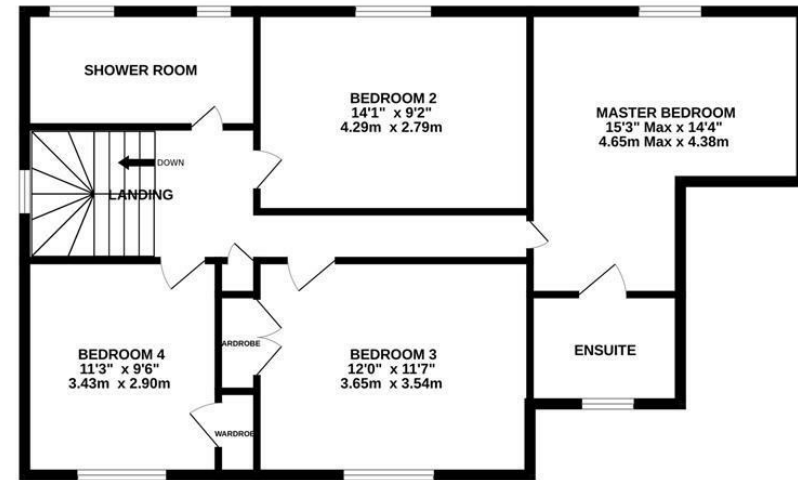 SHOWER ROOM
BEDROOM 2
14'1" x 9'2"
4.29m x 2.79m
MASTER BEDROOM
15'3" Max x 14'4"
4.65m Max x 4.38m
DOWN
LANDING
BEDROOM 4
11'3" x 9'6"
3.43m x 2.90m
ARDROBE
WARDROB
BEDROOM 3
12'0" x 11'7"
3.65m x 3.54m
ENSUITE